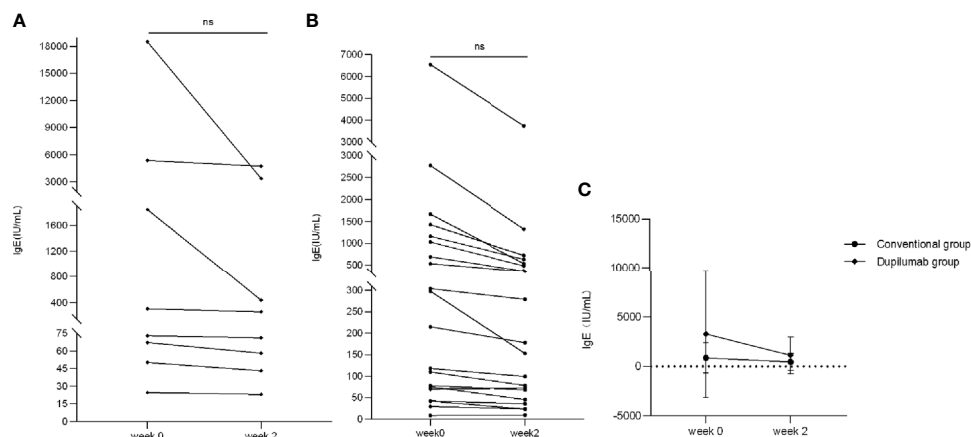 A
ns
18000
15000
12000
9000
6000
3000
1600
1200
800
400
75
60
45
30
15
0
IgE(IU/mL)
week 0
week 2
B
ns
7000
6000
5000
4000
3000
3000
2500
2000
1500
1000
500
300
250
200
150
100
50
0
IgE(IU/mL)
week0
week2
C
15000
10000
5000
0
-5000
IgE (IU/mL)
week 0
week 2
Conventional group
Dupilumab group